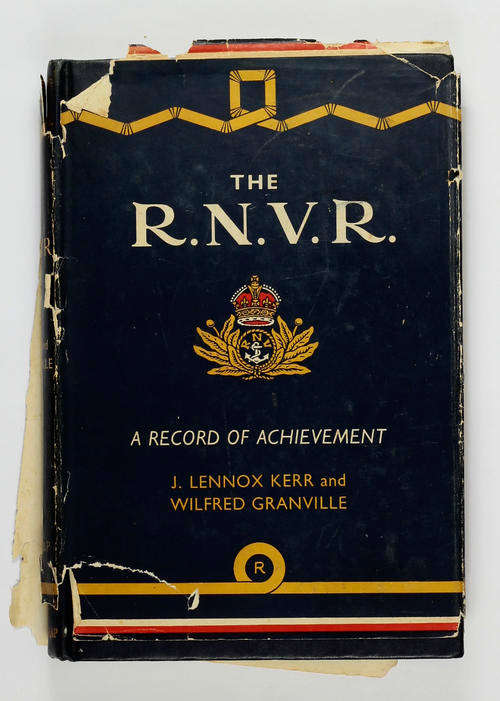 THE
R.N.V.R.
N
A RECORD OF ACHIEVEMENT
J. LENNOX KERR and
WILFRED GRANVILLE
R